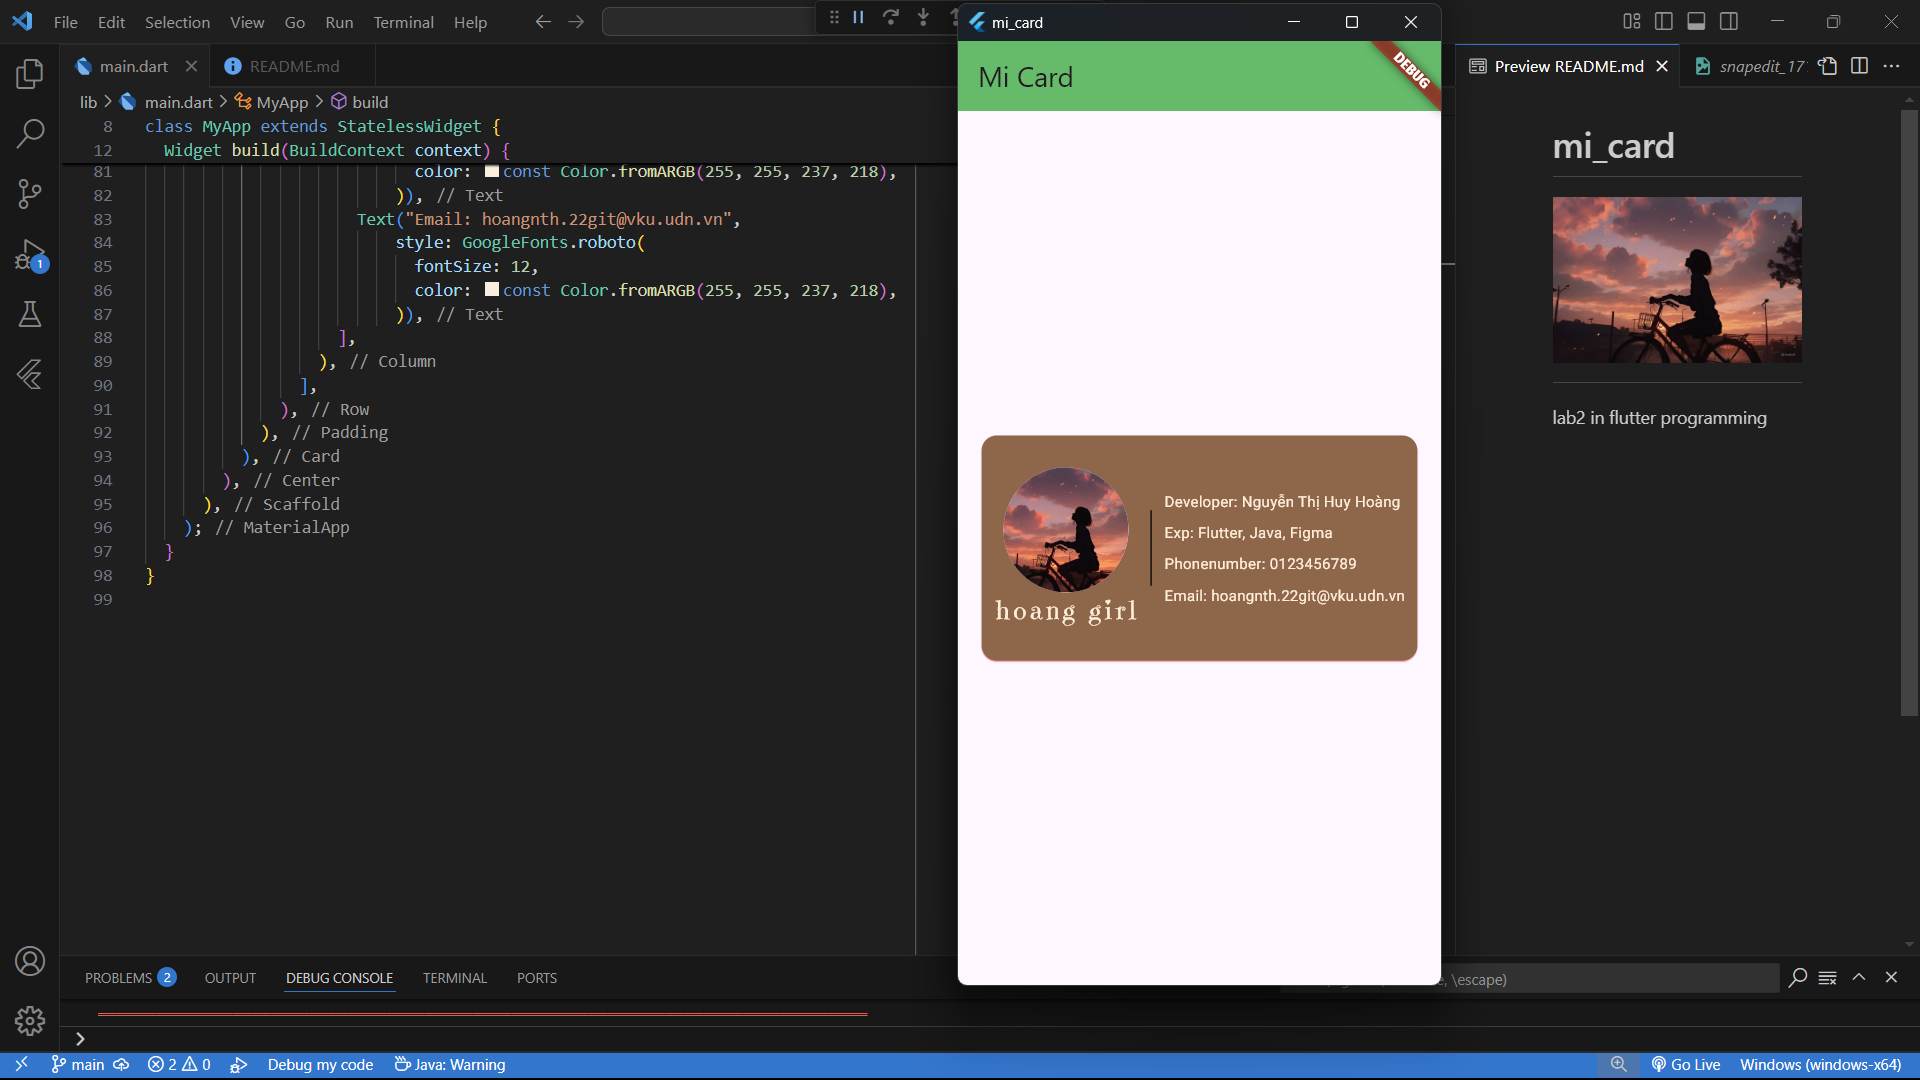 File Edit Selection View Go Run Terminal Help
main.dart
README.md
lib > main.dart > MyApp > build
8 class MyApp extends StatelessWidget {
12 Widget build(BuildContext context) {
81 color: const Color.fromARGB(255, 255, 237, 218),
82 )), // Text
83 Text("Email: hoangnth.22git@vku.udn.vn",
84 style: GoogleFonts.roboto(
85 fontSize: 12,
86 color: const Color.fromARGB(255, 255, 237, 218),
87 )), // Text
88 ],
89 ), // Column
90 ],
91 ), // Row
92 ), // Padding
93 ), // Card
94 ), // Center
95 ), // Scaffold
96 ); // MaterialApp
97 }
98 }
99
mi_card
Mi Card
DEBUG
hoang girl
Developer: Nguyễn Thị Huy Hoàng
Exp: Flutter, Java, Figma
Phonenumber: 0123456789
Email: hoangnth.22git@vku.udn.vn
Preview README.md
snapedit_17
mi_card
lab2 in flutter programming
PROBLEMS 2 OUTPUT DEBUG CONSOLE TERMINAL PORTS
, \escape)
main 2 0 Debug my code Java: Warning
Go Live Windows (windows-x64)
1